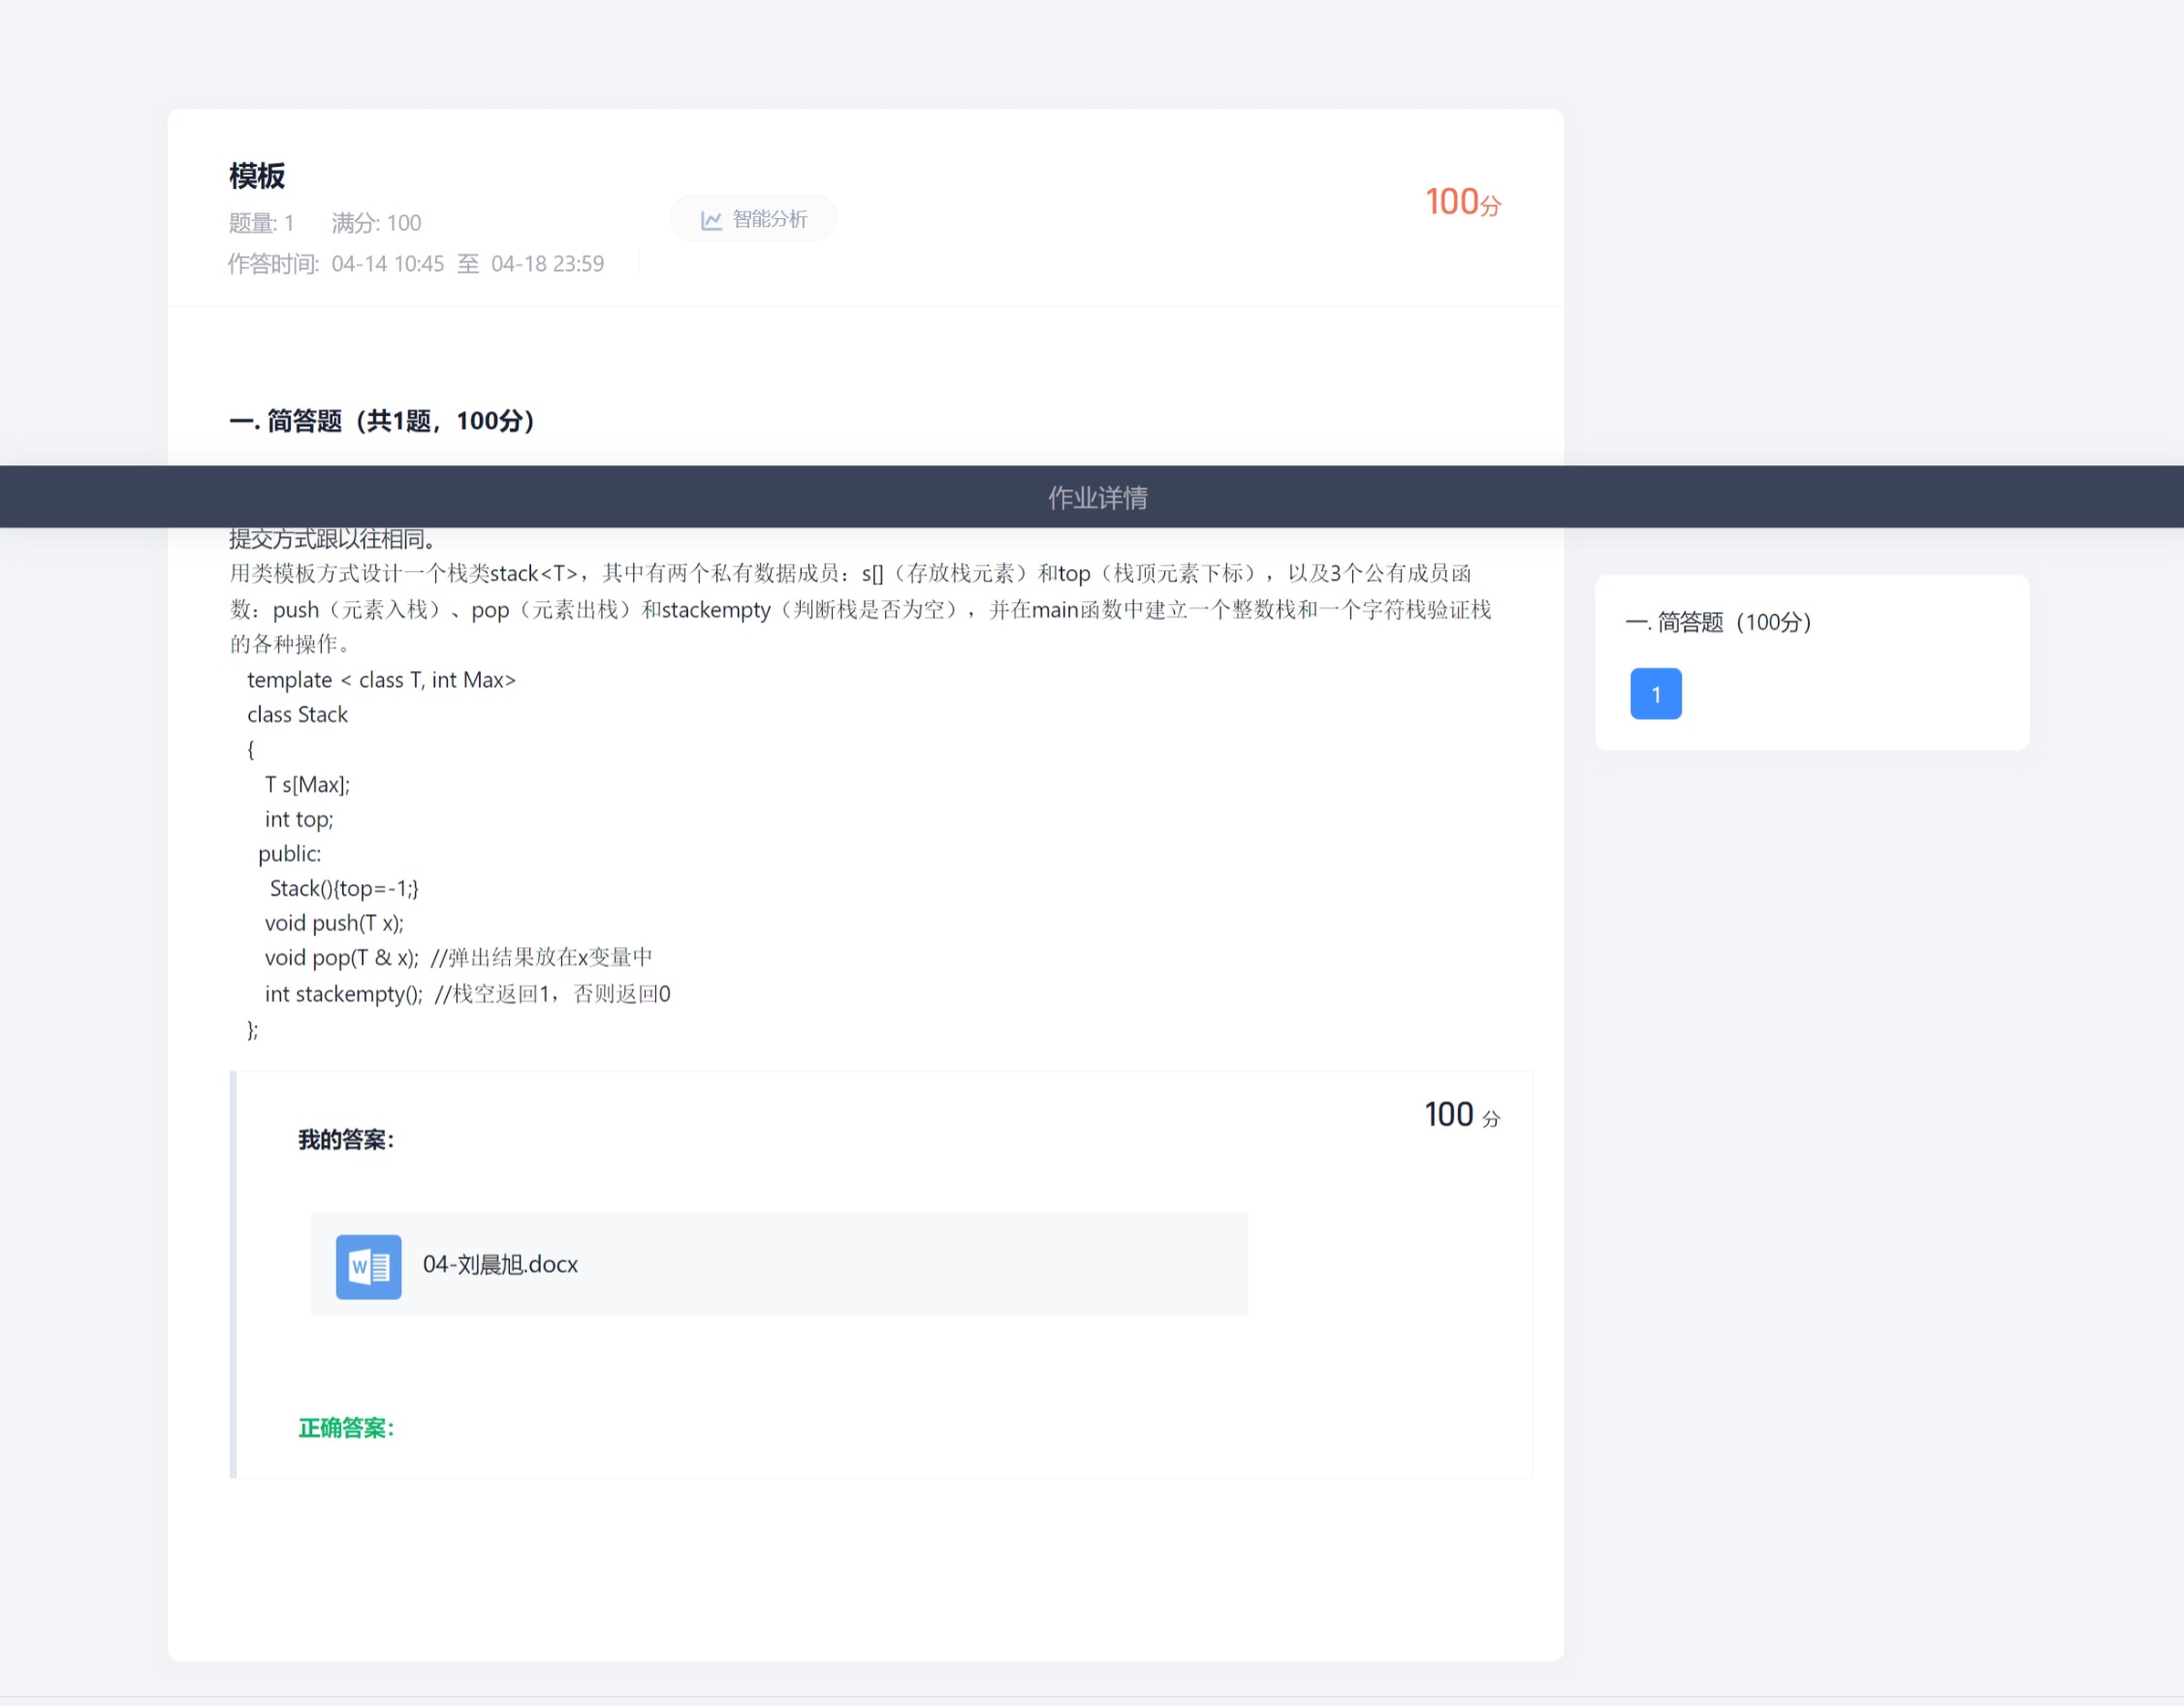 模板
题量: 1 满分: 100
智能分析
100分
作答时间: 04-14 10:45 至 04-18 23:59
一. 简答题（共1题，100分）
作业详情
提交方式跟以往相同。
用类模板方式设计一个栈类stack<T>，其中有两个私有数据成员：s[]（存放栈元素）和top（栈顶元素下标），以及3个公有成员函
数：push（元素入栈）、pop（元素出栈）和stackempty（判断栈是否为空），并在main函数中建立一个整数栈和一个字符栈验证栈
的各种操作。
template < class T, int Max>
class Stack
{
T s[Max];
int top;
public:
Stack(){top=-1;}
void push(T x);
void pop(T & x); //弹出结果放在x变量中
int stackempty(); //栈空返回1，否则返回0
};
100 分
我的答案：
04-刘晨旭.docx
正确答案：
一. 简答题（100分）
1